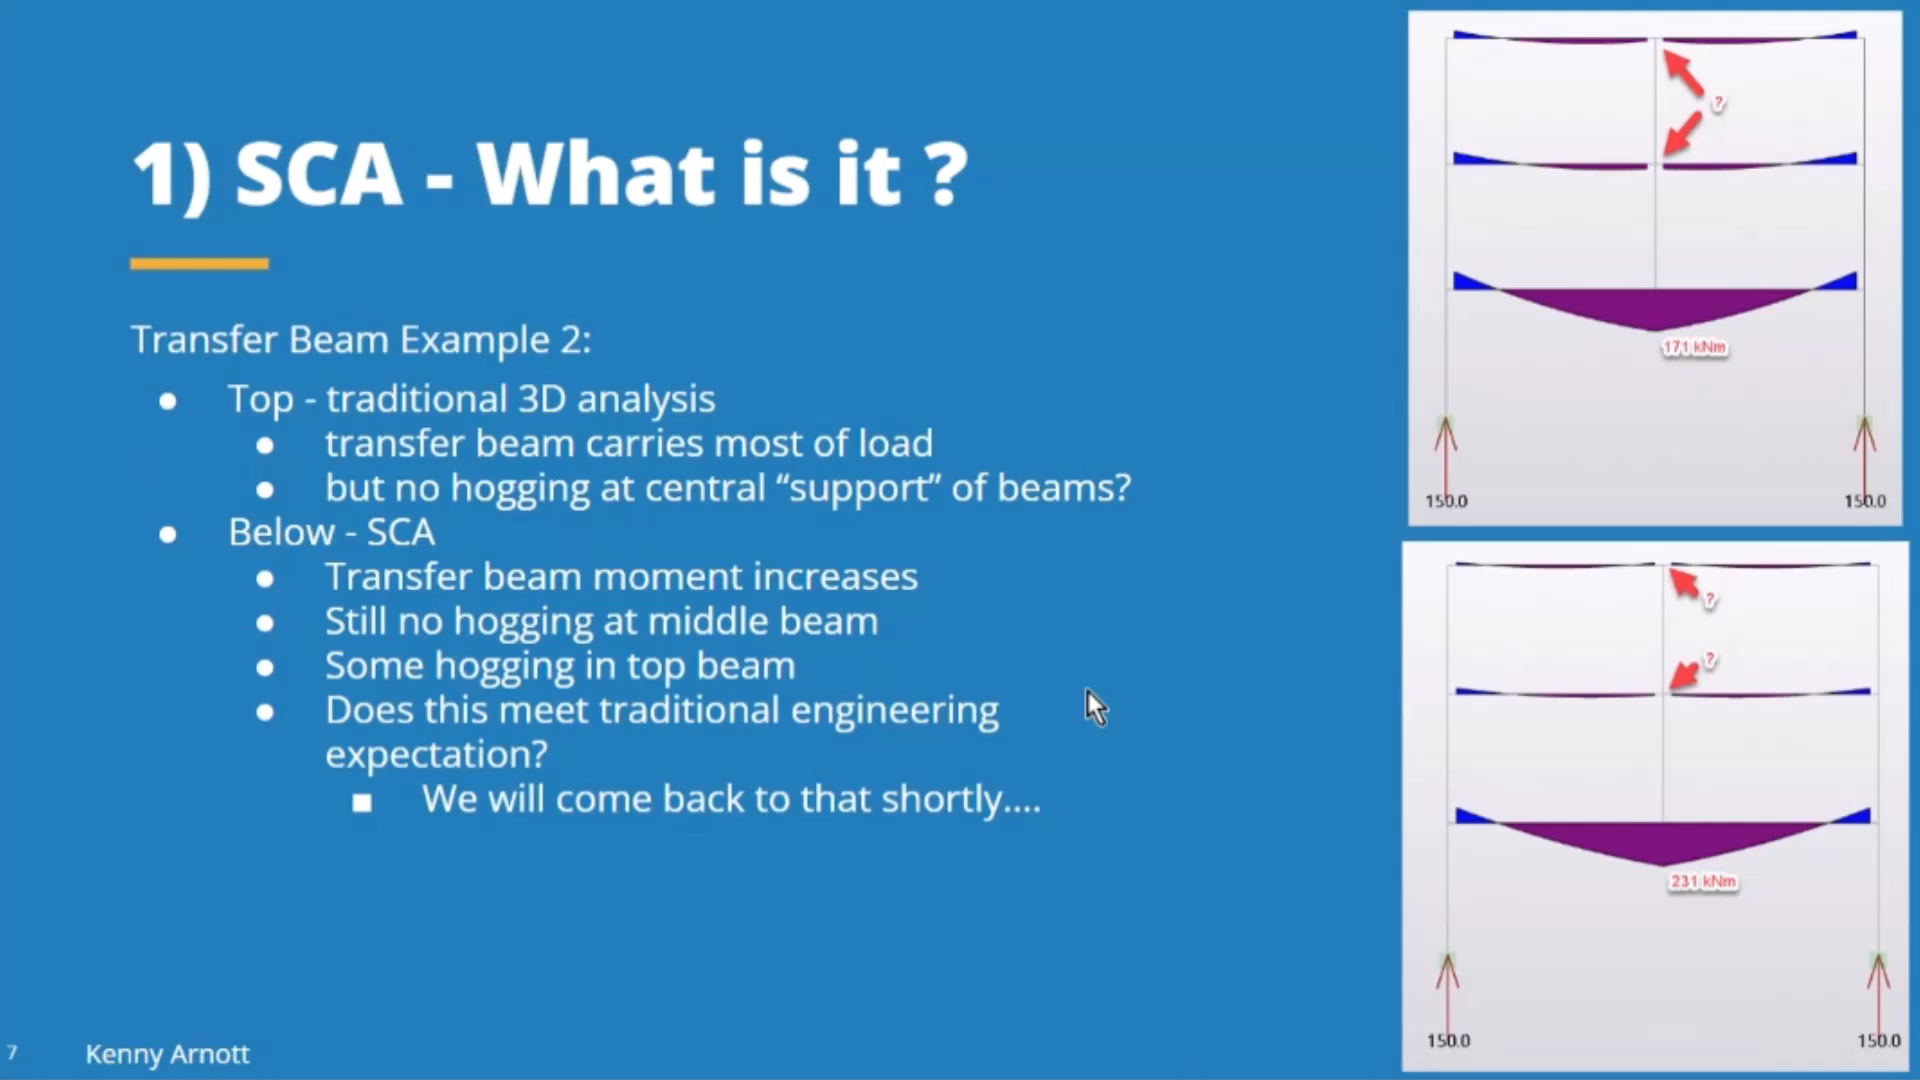 1) SCA - What is it ?
Transfer Beam Example 2:
● Top - traditional 3D analysis
● transfer beam carries most of load
● but no hogging at central “support” of beams?
● Below - SCA
● Transfer beam moment increases
● Still no hogging at middle beam
● Some hogging in top beam
● Does this meet traditional engineering
expectation?
■ We will come back to that shortly....
7 Kenny Arnott
?
171 kNm
150.0 150.0
?
?
231 kNm
150.0 150.0